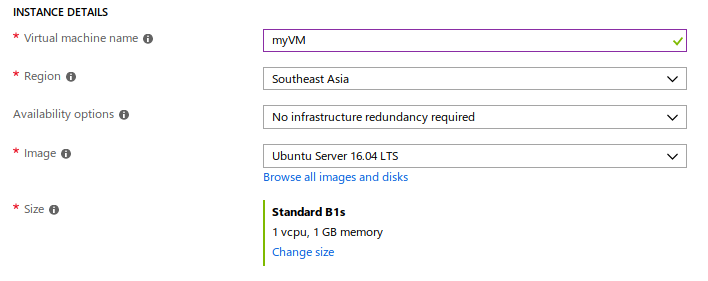 INSTANCE DETAILS
* Virtual machine name
myVM
* Region
Southeast Asia
Availability options
No infrastructure redundancy required
* Image
Ubuntu Server 16.04 LTS
Browse all images and disks
* Size
Standard B1s
1 vcpu, 1 GB memory
Change size